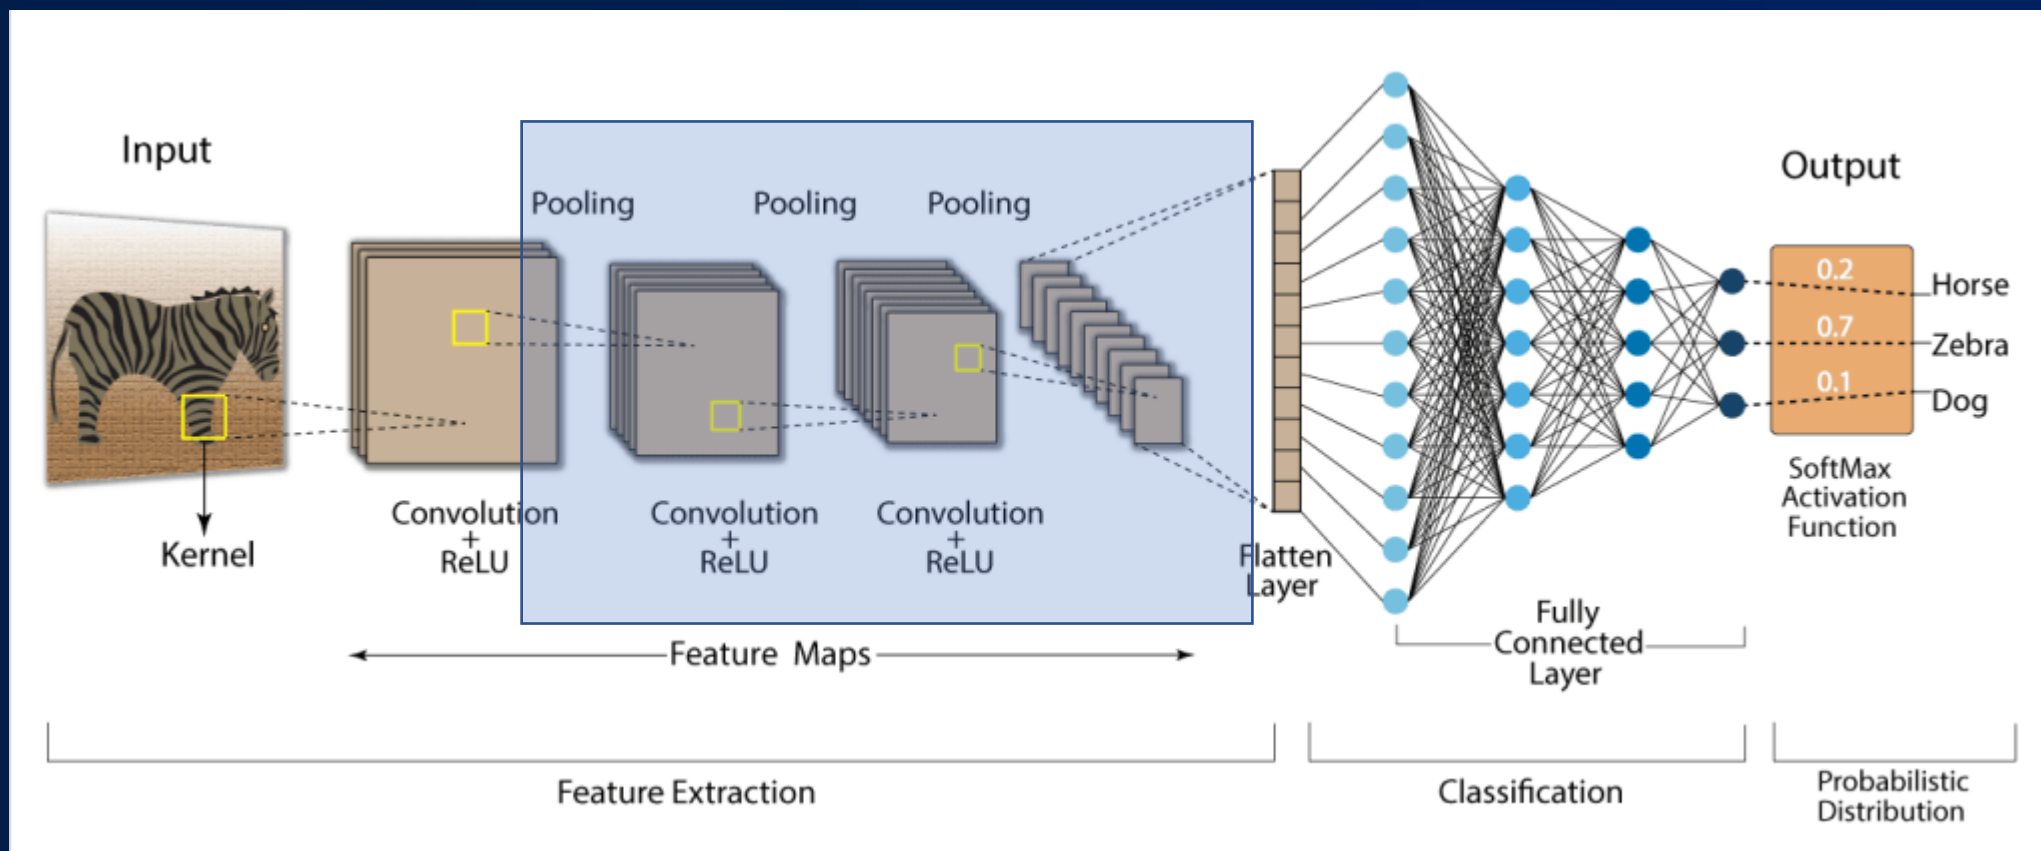 Input
Pooling
Pooling
Pooling
Output
0.2
Horse
0.7
Zebra
0.1
Dog
Kernel
Convolution
+
ReLU
Convolution
+
ReLU
Convolution
+
ReLU
Flatten
Layer
SoftMax
Activation
Function
Feature Maps
Fully
Connected
Layer
Feature Extraction
Classification
Probabilistic
Distribution